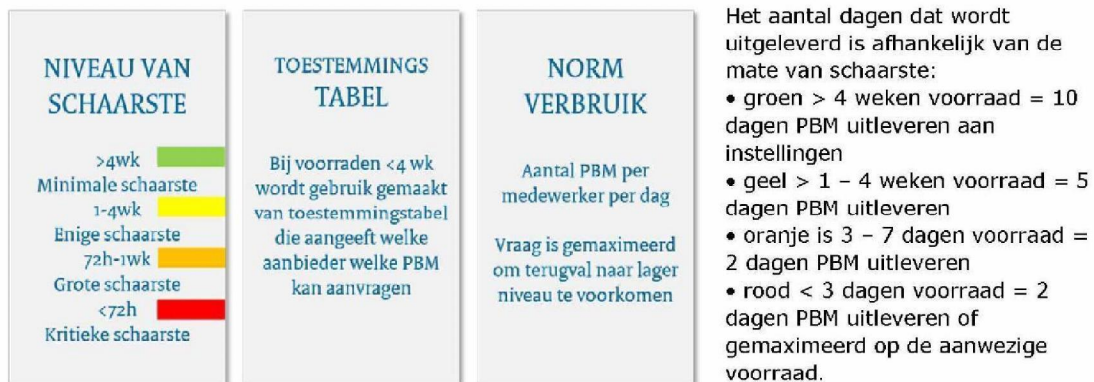 NIVEAU VAN
SCHAARSTE
>4wk
Minimale schaarste
1-4wk
Enige schaarste
72h-1wk
Grote schaarste
<72h
Kritieke schaarste
TOESTEMMINGS
TABEL
Bij voorraden <4 wk
wordt gebruik gemaakt
van toestemmingstabel
die aangeeft welke
aanbieder welke PBM
kan aanvragen
NORM
VERBRUIK
Aantal PBM per
medewerker per dag
Vraag is gemaximeerd
om terugval naar lager
niveau te voorkomen
Het aantal dagen dat wordt
uitgeleverd is afhankelijk van de
mate van schaarste:
• groen > 4 weken voorraad = 10
dagen PBM uitleveren aan
instellingen
• geel > 1 – 4 weken voorraad = 5
dagen PBM uitleveren
• oranje is 3 – 7 dagen voorraad =
2 dagen PBM uitleveren
• rood < 3 dagen voorraad = 2
dagen PBM uitleveren of
gemaximeerd op de aanwezige
voorraad.